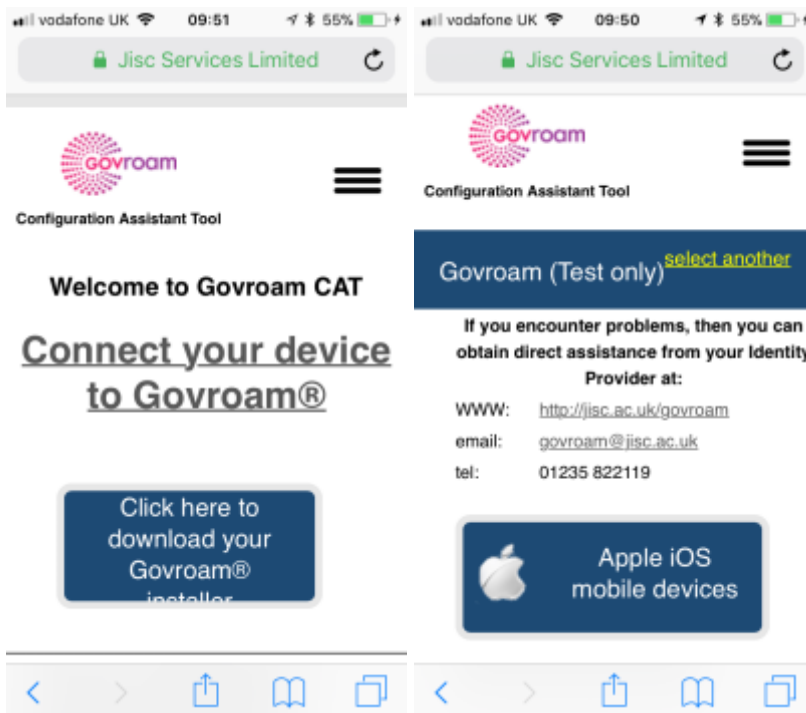 vodafone UK 09:51 55%
Jisc Services Limited
govroam
Configuration Assistant Tool
Welcome to Govroam CAT
Connect your device
to Govroam®
Click here to
download your
Govroam®
installer
vodafone UK 09:50 55%
Jisc Services Limited
govroam
Configuration Assistant Tool
Govroam (Test only) select another
If you encounter problems, then you can
obtain direct assistance from your Identity
Provider at:
WWW: http://jisc.ac.uk/govroam
email: govroam@jisc.ac.uk
tel: 01235 822119
Apple iOS
mobile devices